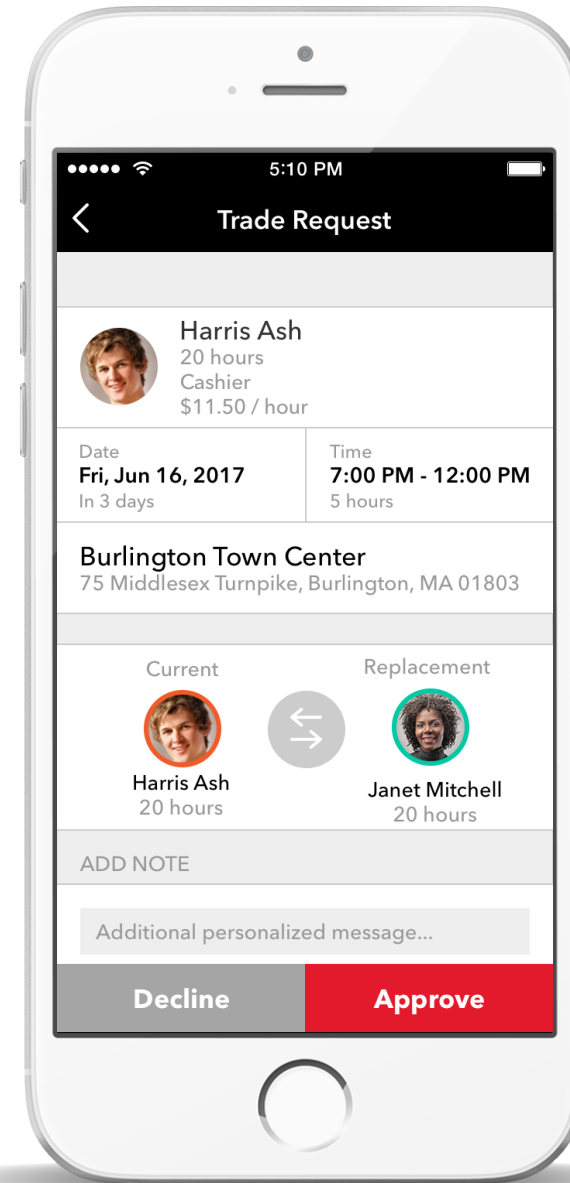 5:10 PM
Trade Request
Harris Ash
20 hours
Cashier
$11.50 / hour
Date
Fri, Jun 16, 2017
In 3 days
Time
7:00 PM - 12:00 PM
5 hours
Burlington Town Center
75 Middlesex Turnpike, Burlington, MA 01803
Current
Replacement
Harris Ash
20 hours
Janet Mitchell
20 hours
ADD NOTE
Additional personalized message...
Decline
Approve